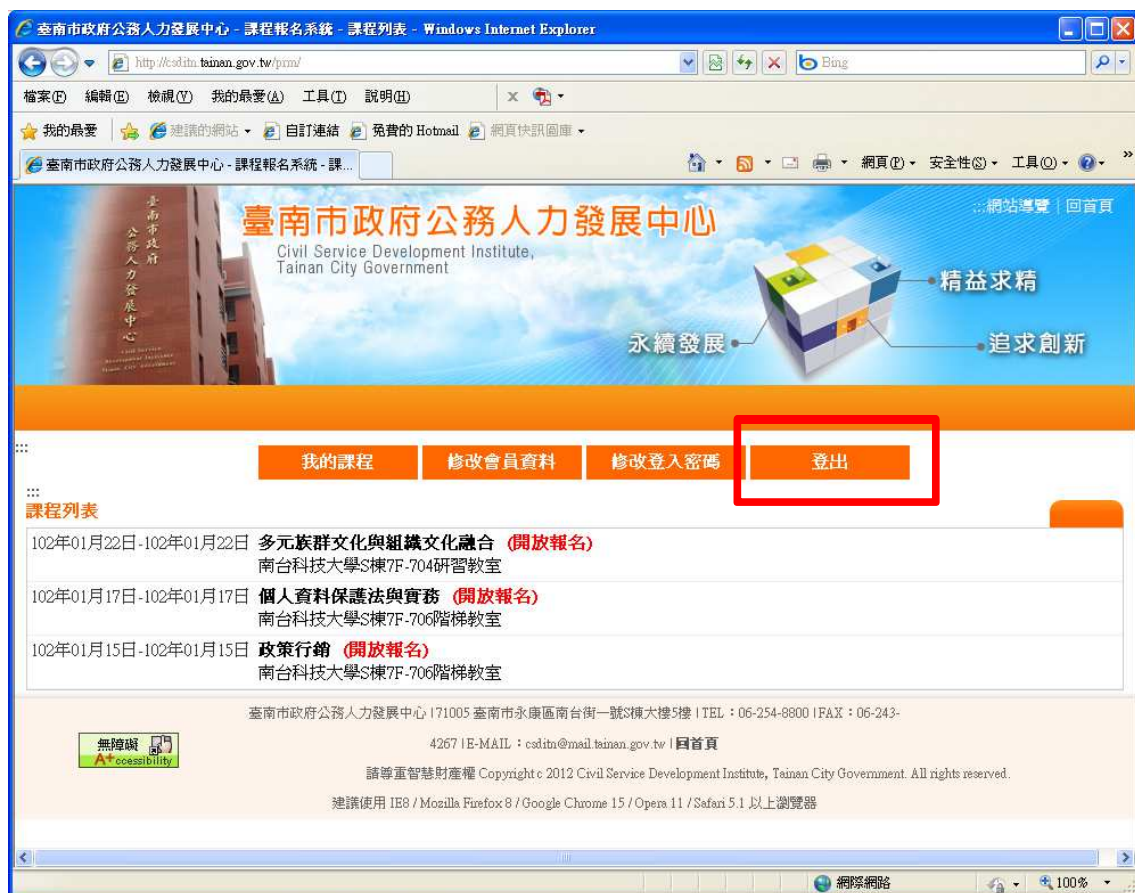 臺南市政府公務人力發展中心 - 課程報名系統 - 課程列表 - Windows Internet Explorer
http://csditn.tainan.gov.tw/prm/
Bing
檔案(F) 編輯(E) 檢視(V) 我的最愛(A) 工具(T) 說明(H)
我的最愛 建議的網站 自訂連結 免費的 Hotmail 網頁快訊圖庫
臺南市政府公務人力發展中心 - 課程報名系統 - 課...
網頁(P) 安全性(S) 工具(O)
:::網站導覽 | 回首頁
臺南市政府
公務人力發展中心
臺南市政府公務人力發展中心
Civil Service Development Institute,
Tainan City Government
精益求精
永續發展
追求創新
:::
我的課程 修改會員資料 修改登入密碼 登出
:::
課程列表
102年01月22日-102年01月22日 多元族群文化與組織文化融合 (開放報名)
南台科技大學S棟7F-704研習教室
102年01月17日-102年01月17日 個人資料保護法與實務 (開放報名)
南台科技大學S棟7F-706階梯教室
102年01月15日-102年01月15日 政策行銷 (開放報名)
南台科技大學S棟7F-706階梯教室
臺南市政府公務人力發展中心 | 71005 臺南市永康區南台街一號S棟大樓5樓 | TEL：06-254-8800 | FAX：06-243-
4267 | E-MAIL：csditn@mail.tainan.gov.tw | 回首頁
無障礙
A+ccessibility
請尊重智慧財產權 Copyright c 2012 Civil Service Development Institute, Tainan City Government. All rights reserved.
建議使用 IE8 / Mozilla Firefox 8 / Google Chrome 15 / Opera 11 / Safari 5.1 以上瀏覽器
網際網路 100%